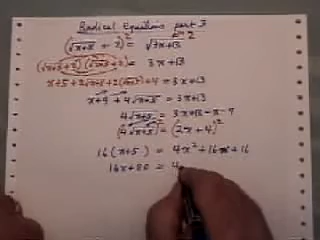 Radical Equations part 3
(√x+5 + 2)² = √3x+13 ²
(√x+5 + 2)(√x+5 + 2) = 3x+13
x+5 + 2√x+5 + 2√x+5 + 4 = 3x+13
x+9 + 4√x+5 = 3x+13
4√x+5 = 3x+13-x-9
(4√x+5)² = (2x+4)²
16(x+5) = 4x²+16x+16
16x+80 = 4